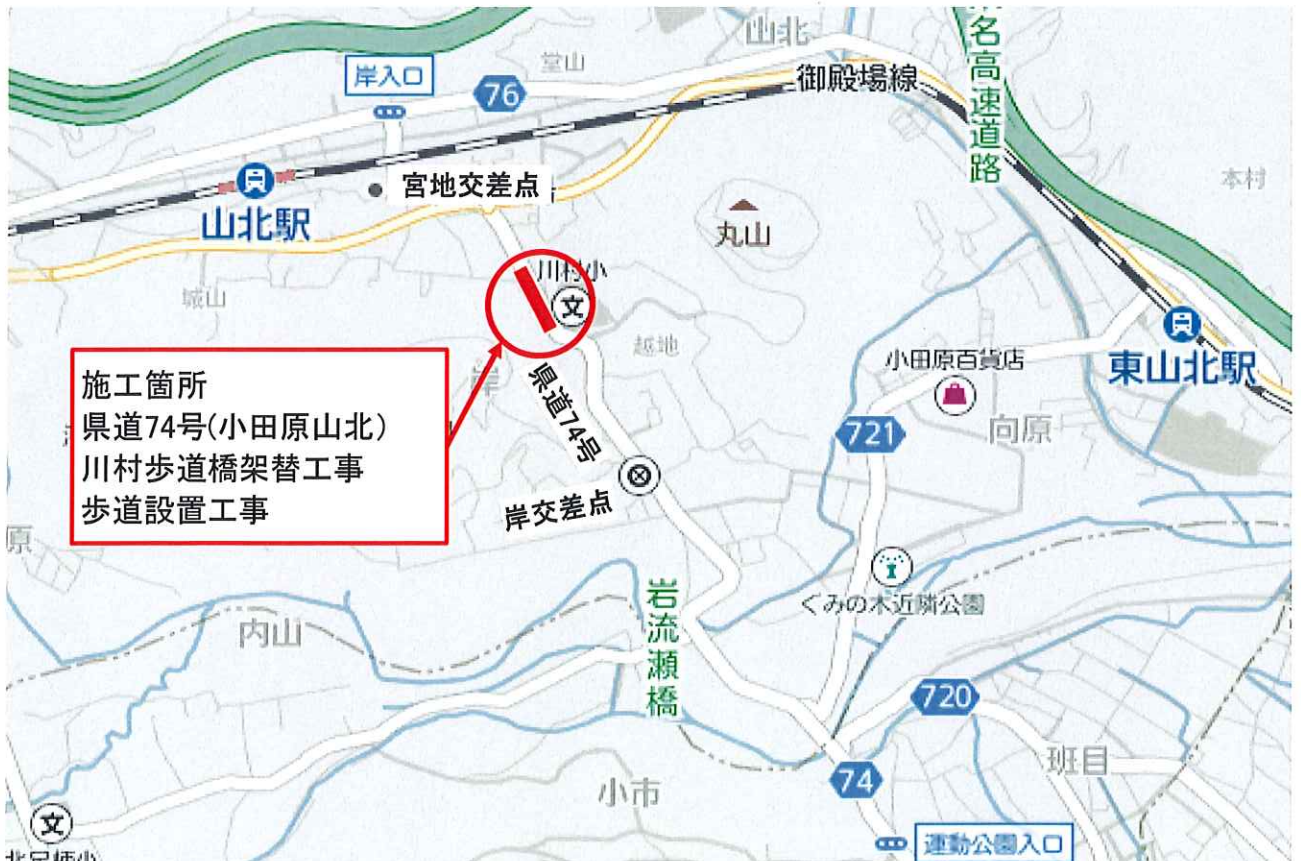 山北
名高速道路
堂山
岸入口
76
御殿場線
本村
宮地交差点
山北駅
丸山
川村小
文
城山
越地
小田原百貨店
東山北駅
施工箇所
県道74号(小田原山北)
川村歩道橋架替工事
歩道設置工事
岸
県道74号
721
向原
岸交差点
原
ぐみの木近隣公園
岩流瀬橋
内山
720
班目
74
小市
文
運動公園入口